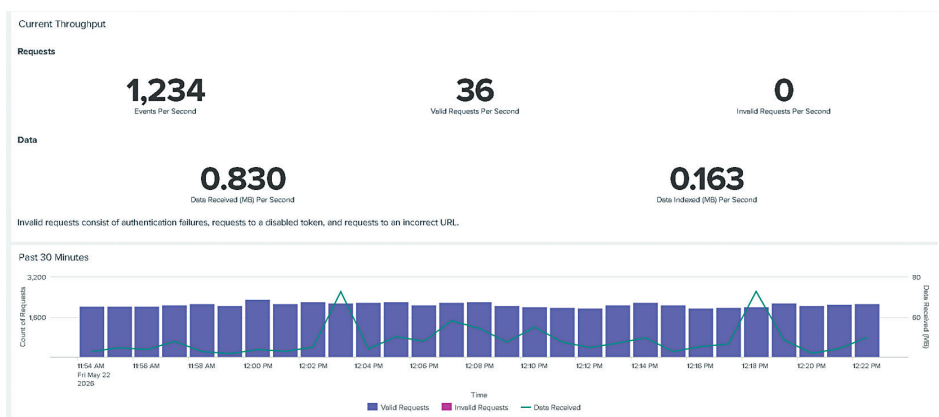 Current Throughput
Requests
1,234
Events Per Second
36
Valid Requests Per Second
0
Invalid Requests Per Second
Data
0.830
Data Received (MB) Per Second
0.163
Data Indexed (MB) Per Second
Invalid requests consist of authentication failures, requests to a disabled token, and requests to an incorrect URL.
Past 30 Minutes
3,200
1,600
Count of Requests
80
60
Data Received (MB)
11:54 AM 11:56 AM 11:58 AM 12:00 PM 12:02 PM 12:04 PM 12:06 PM 12:08 PM 12:10 PM 12:12 PM 12:14 PM 12:16 PM 12:18 PM 12:20 PM 12:22 PM
Fri May 22
2026
Time
Valid Requests Invalid Requests Data Received